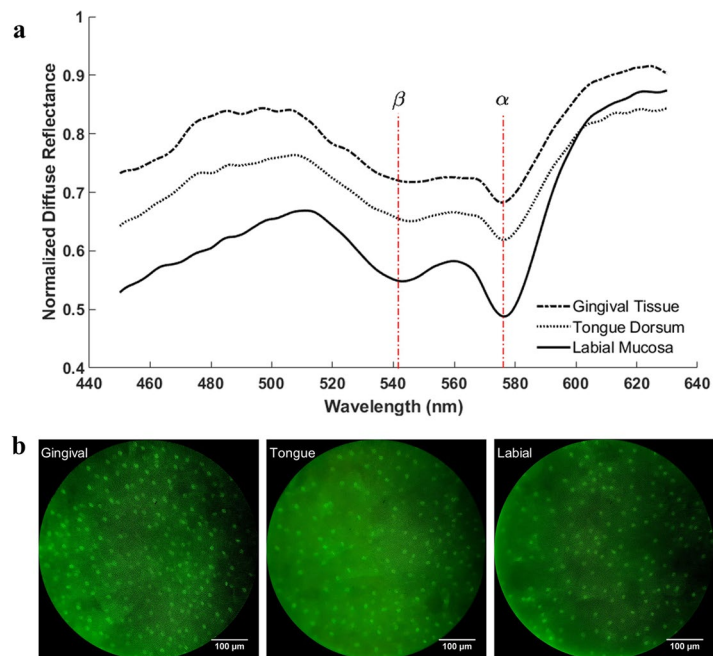 a
1
0.9
0.8
0.7
0.6
0.5
0.4
Normalized Diffuse Reflectance
β
α
Gingival Tissue
Tongue Dorsum
Labial Mucosa
440 460 480 500 520 540 560 580 600 620 640
Wavelength (nm)
b
Gingival
100 μm
Tongue
100 μm
Labial
100 μm